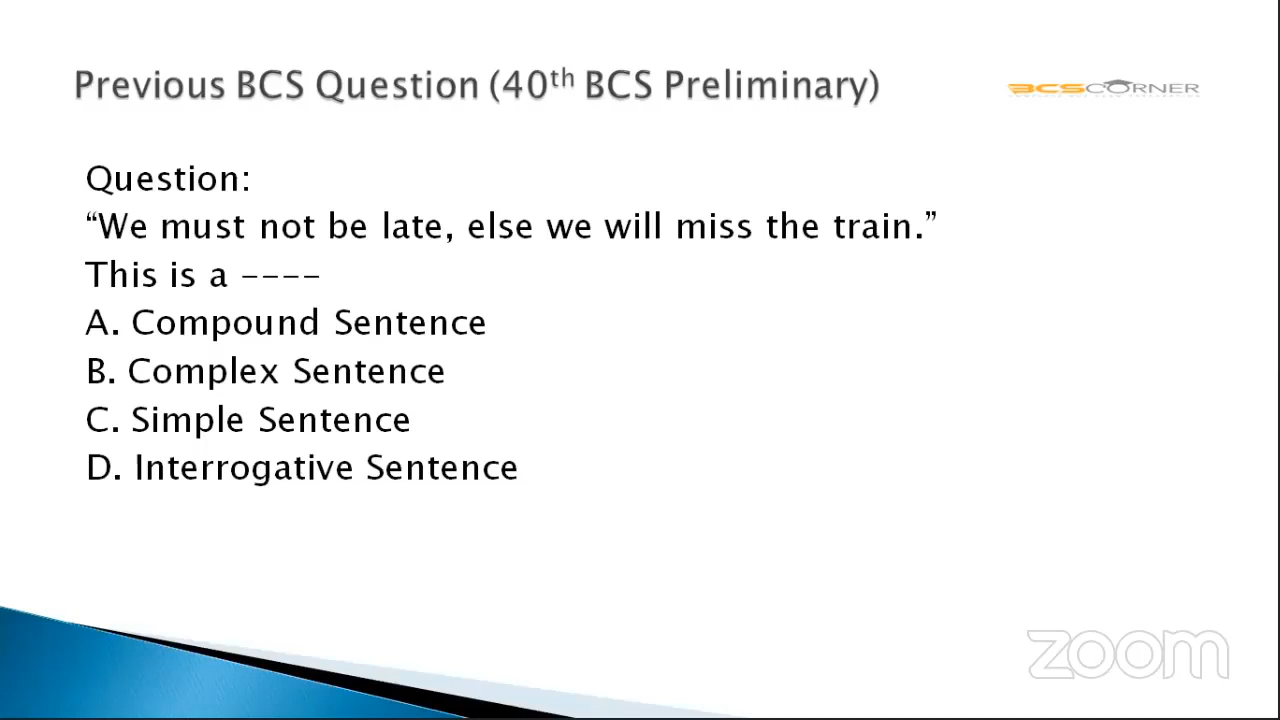 Previous BCS Question (40th BCS Preliminary)
BCSCORNER
Question:
“We must not be late, else we will miss the train.”
This is a ----
A. Compound Sentence
B. Complex Sentence
C. Simple Sentence
D. Interrogative Sentence
zoom